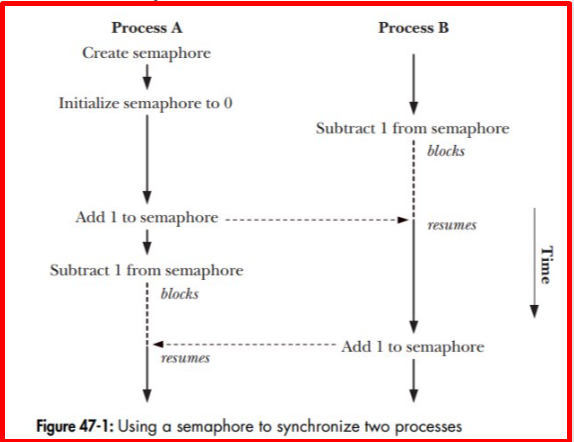 Process A
Process B
Create semaphore
Initialize semaphore to 0
Subtract 1 from semaphore
blocks
Add 1 to semaphore
resumes
Subtract 1 from semaphore
blocks
Time
Add 1 to semaphore
resumes
Figure 47-1: Using a semaphore to synchronize two processes